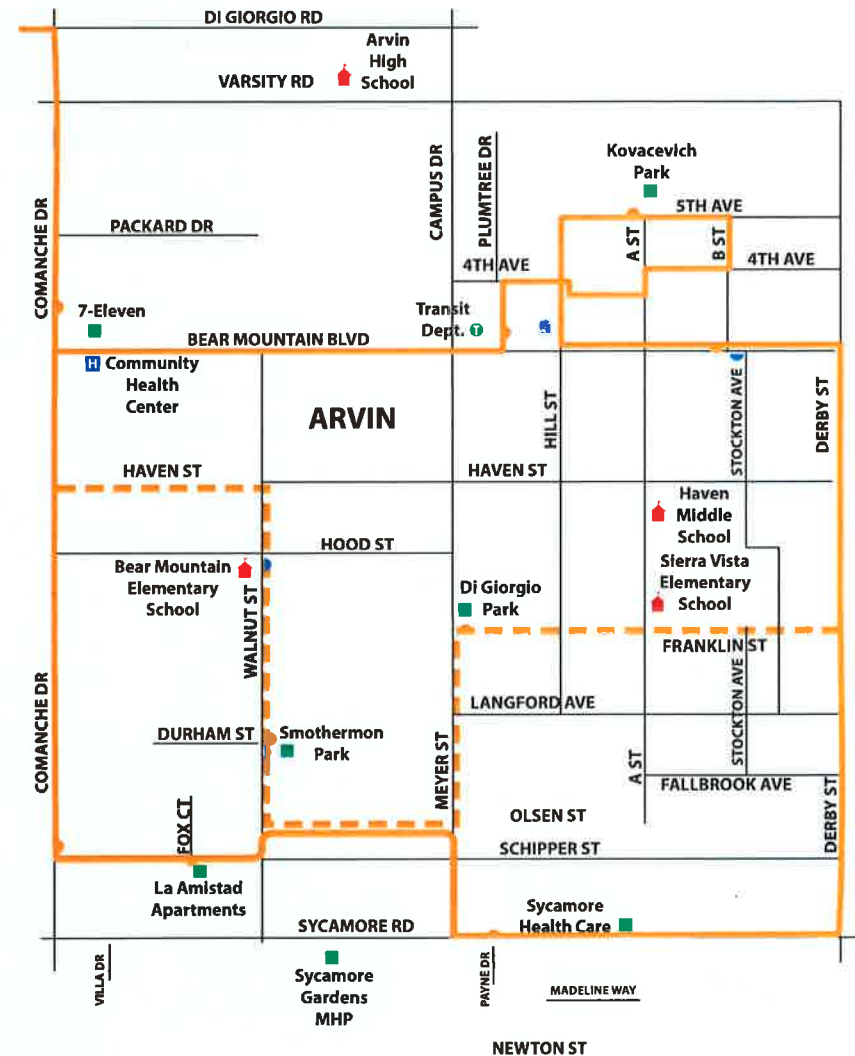 DI GIORGIO RD
Arvin
High
School
VARSITY RD
CAMPUS DR
PLUMTREE DR
Kovacevich
Park
5TH AVE
A ST
B ST
4TH AVE
4TH AVE
PACKARD DR
COMANCHE DR
7-Eleven
Transit
Dept.
T
BEAR MOUNTAIN BLVD
H
Community
Health
Center
ARVIN
HILL ST
STOCKTON AVE
DERBY ST
HAVEN ST
HAVEN ST
Haven
Middle
School
HOOD ST
Bear Mountain
Elementary
School
WALNUT ST
Di Giorgio
Park
Sierra Vista
Elementary
School
FRANKLIN ST
STOCKTON AVE
LANGFORD AVE
COMANCHE DR
DURHAM ST
Smothermon
Park
MEYER ST
A ST
FALLBROOK AVE
DERBY ST
FOX CT
OLSEN ST
SCHIPPER ST
La Amistad
Apartments
SYCAMORE RD
Sycamore
Health Care
VILLA DR
Sycamore
Gardens
MHP
PAYNE DR
MADELINE WAY
NEWTON ST